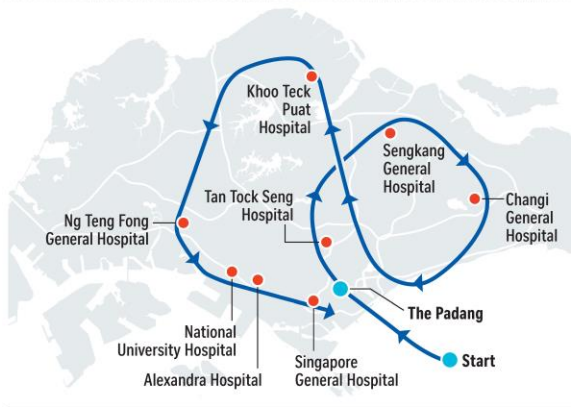 Khoo Teck
Puat
Hospital
Sengkang
General
Hospital
Tan Tock Seng
Hospital
Changi
General
Hospital
Ng Teng Fong
General Hospital
The Padang
National
University Hospital
Singapore
General Hospital
Start
Alexandra Hospital